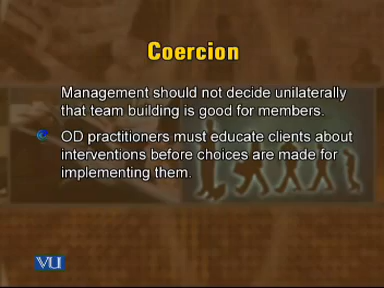 Coercion
Management should not decide unilaterally
that team building is good for members.
OD practitioners must educate clients about
interventions before choices are made for
implementing them.
VU